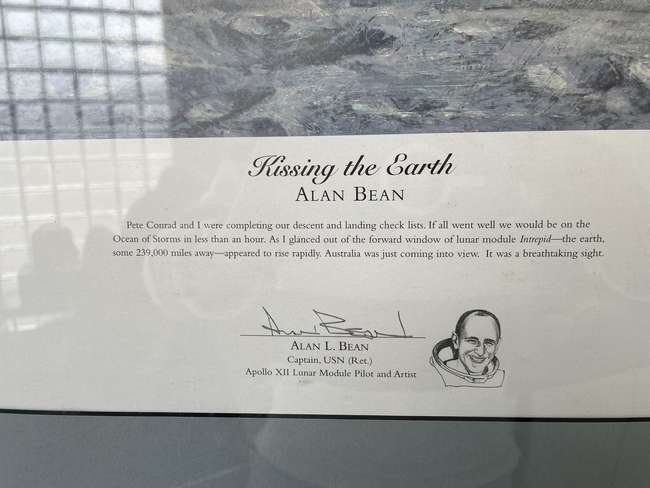 Kissing the Earth
ALAN BEAN
Pete Conrad and I were completing our descent and landing check lists. If all went well we would be on the
Ocean of Storms in less than an hour. As I glanced out of the forward window of lunar module Intrepid—the earth,
some 239,000 miles away—appeared to rise rapidly. Australia was just coming into view. It was a breathtaking sight.
Alan Bean
ALAN L. BEAN
Captain, USN (Ret.)
Apollo XII Lunar Module Pilot and Artist